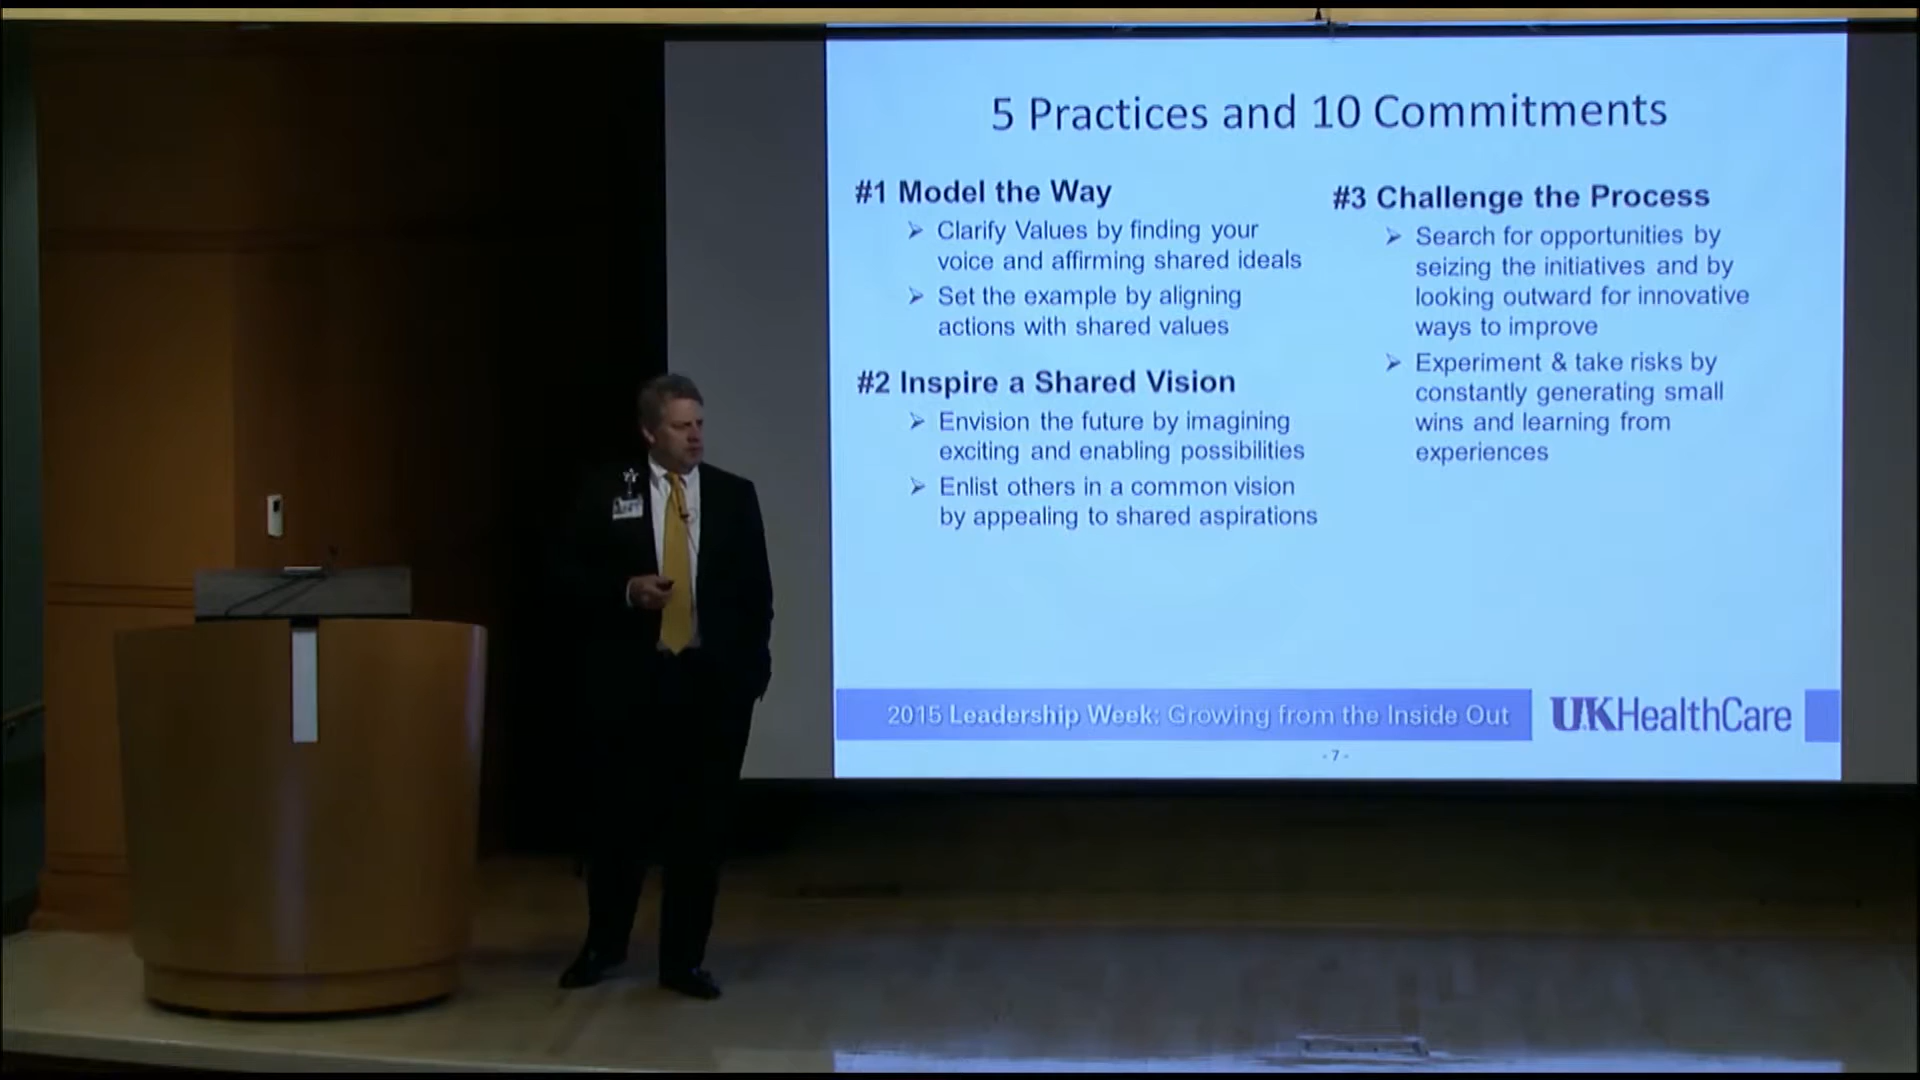 5 Practices and 10 Commitments
#1 Model the Way
➢ Clarify Values by finding your
voice and affirming shared ideals
➢ Set the example by aligning
actions with shared values
#2 Inspire a Shared Vision
➢ Envision the future by imagining
exciting and enabling possibilities
➢ Enlist others in a common vision
by appealing to shared aspirations
#3 Challenge the Process
➢ Search for opportunities by
seizing the initiatives and by
looking outward for innovative
ways to improve
➢ Experiment & take risks by
constantly generating small
wins and learning from
experiences
2015 Leadership Week: Growing from the Inside Out
UKHealthCare
- 7 -